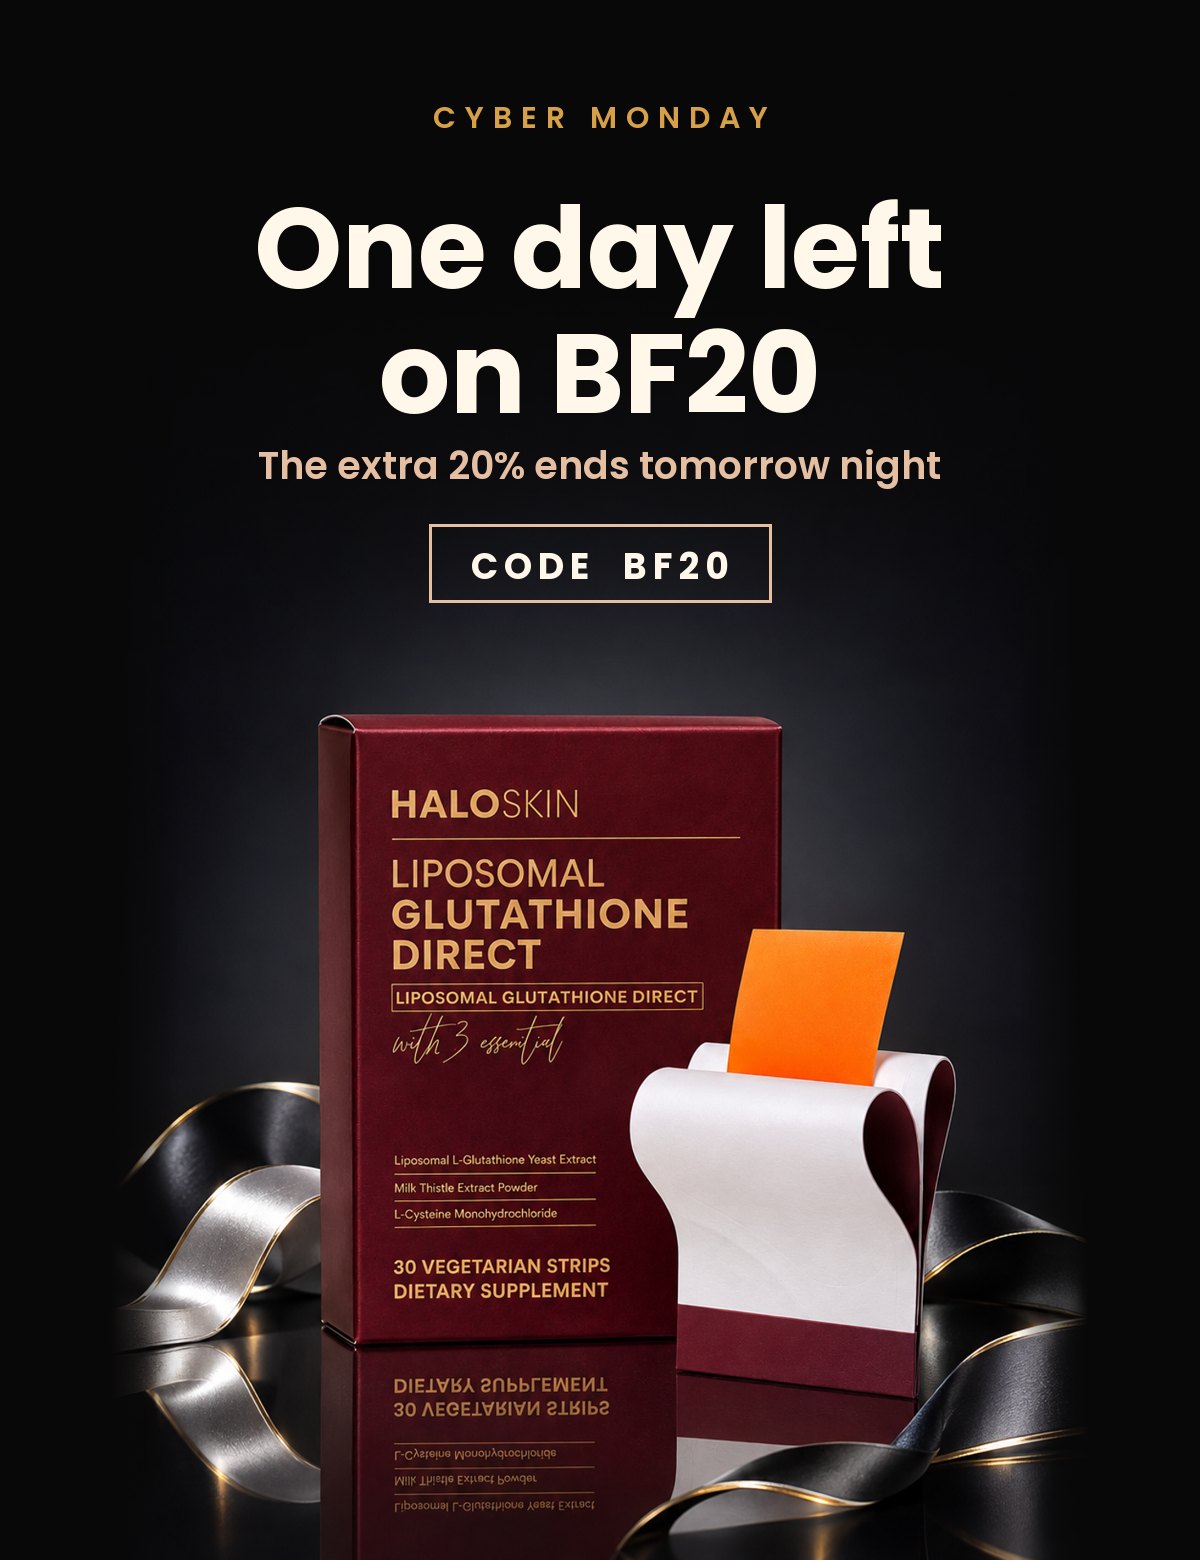 CYBER MONDAY
One day left
on BF20
The extra 20% ends tomorrow night
CODE BF20
HALOSKIN
LIPOSOMAL
GLUTATHIONE
DIRECT
LIPOSOMAL GLUTATHIONE DIRECT
with 3 essential
Liposomal L-Glutathione Yeast Extract
Milk Thistle Extract Powder
L-Cysteine Monohydrochloride
30 VEGETARIAN STRIPS
DIETARY SUPPLEMENT